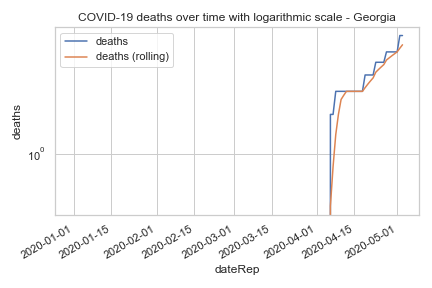 COVID-19 deaths over time with logarithmic scale - Georgia
deaths
deaths (rolling)
deaths
10^0
2020-01-01
2020-01-15
2020-02-01
2020-02-15
2020-03-01
2020-03-15
2020-04-01
2020-04-15
2020-05-01
dateRep